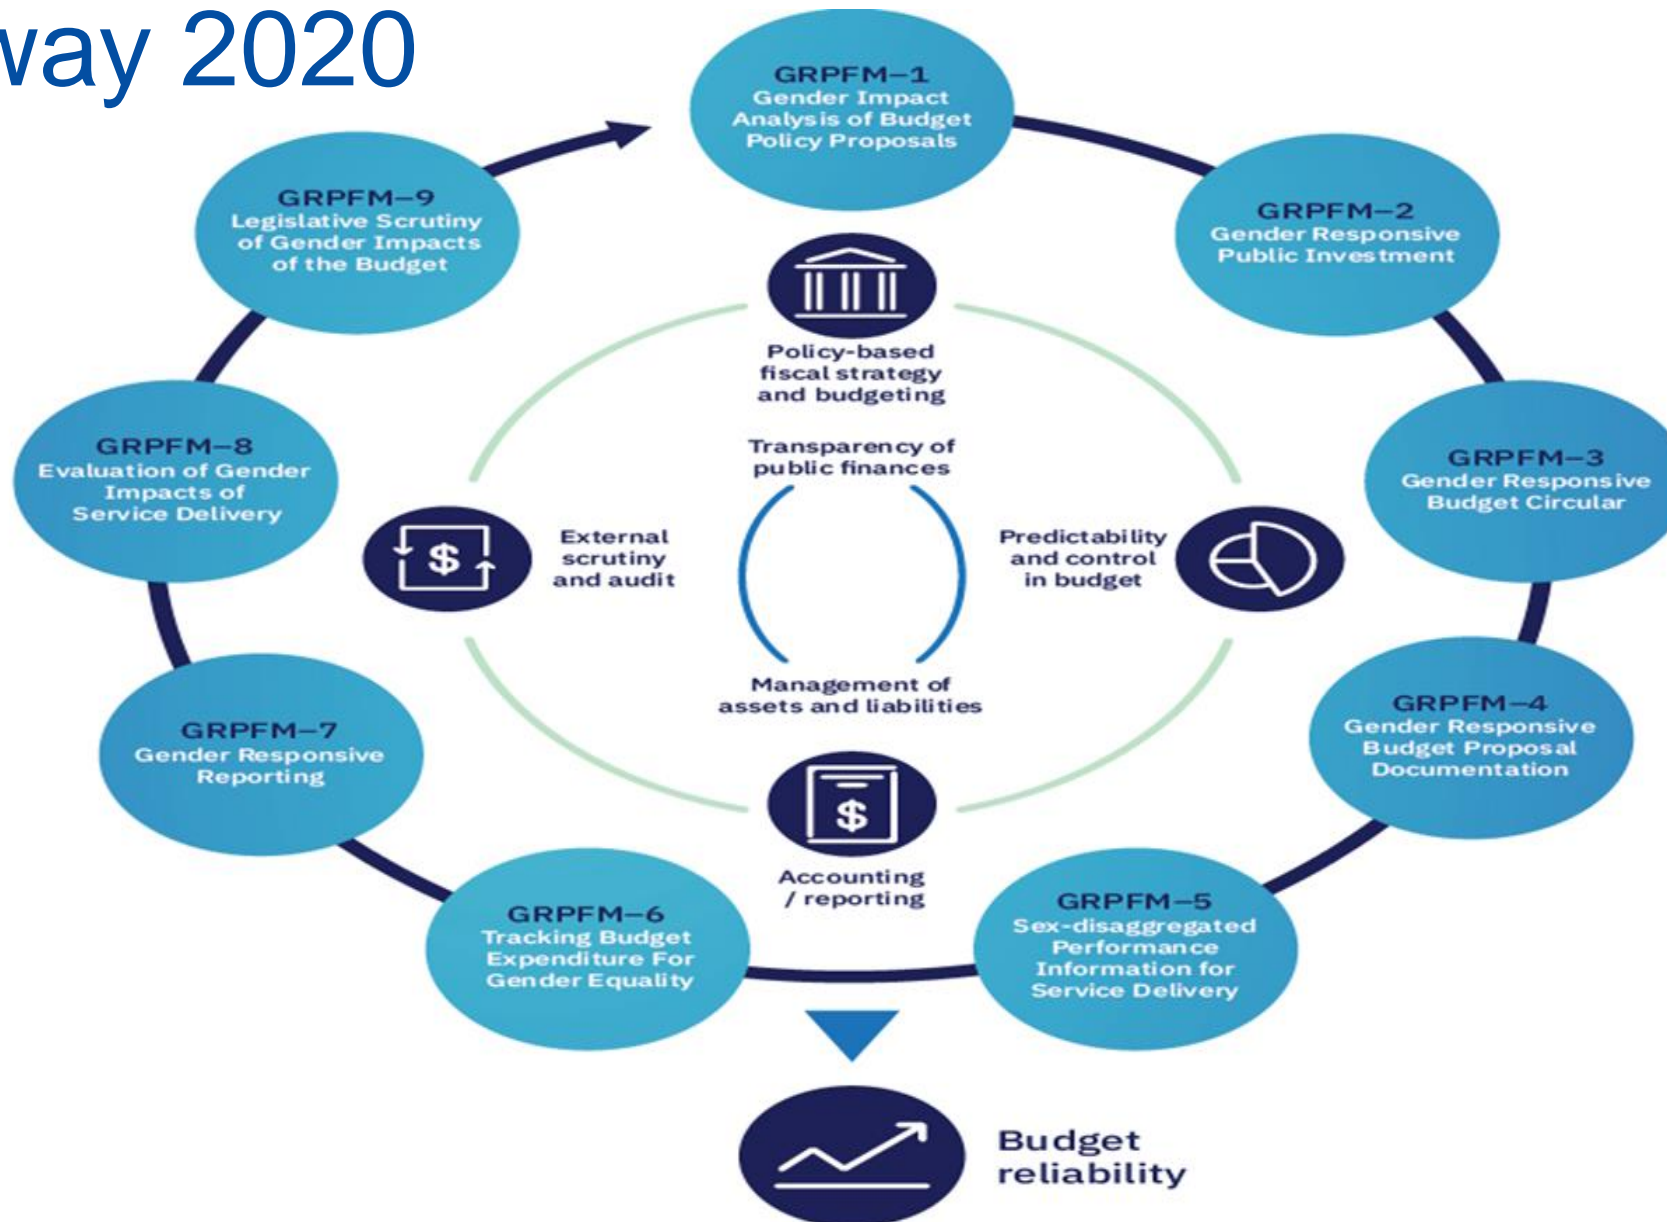 way 2020
GRPFM–1
Gender Impact
Analysis of Budget
Policy Proposals
GRPFM–2
Gender Responsive
Public Investment
GRPFM–3
Gender Responsive
Budget Circular
GRPFM–4
Gender Responsive
Budget Proposal
Documentation
GRPFM–5
Sex-disaggregated
Performance
Information for
Service Delivery
GRPFM–6
Tracking Budget
Expenditure For
Gender Equality
GRPFM–7
Gender Responsive
Reporting
GRPFM–8
Evaluation of Gender
Impacts of
Service Delivery
GRPFM–9
Legislative Scrutiny
of Gender Impacts
of the Budget
Policy-based
fiscal strategy
and budgeting
Transparency of
public finances
External
scrutiny
and audit
$
Predictability
and control
in budget
Management of
assets and liabilities
$
Accounting
/ reporting
Budget
reliability